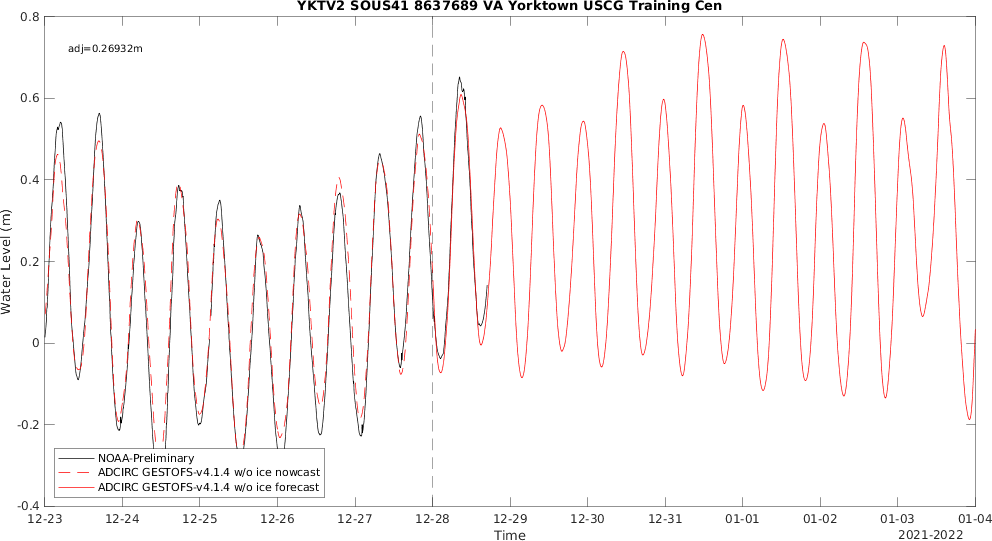 YKTV2 SOUS41 8637689 VA Yorktown USCG Training Cen
adj=0.26932m
0.8
0.6
0.4
0.2
0
-0.2
-0.4
Water Level (m)
NOAA-Preliminary
ADCIRC GESTOFS-v4.1.4 w/o ice nowcast
ADCIRC GESTOFS-v4.1.4 w/o ice forecast
12-23 12-24 12-25 12-26 12-27 12-28 12-29 12-30 12-31 01-01 01-02 01-03 01-04
Time
2021-2022